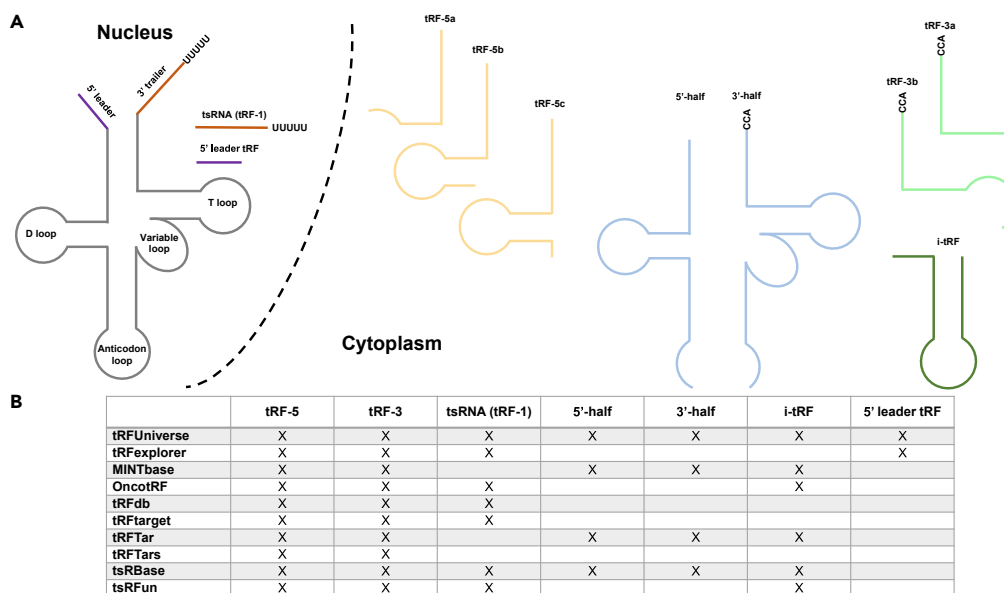 A
Nucleus
5' leader
3' trailer
UUUUU
tsRNA (tRF-1)
UUUUU
5' leader tRF
T loop
D loop
Variable
loop
Anticodon
loop
Cytoplasm
tRF-5a
tRF-5b
tRF-5c
5'-half
3'-half
CCA
tRF-3a
CCA
tRF-3b
CCA
i-tRF
B
tRF-5 tRF-3 tsRNA (tRF-1) 5'-half 3'-half i-tRF 5' leader tRF
tRFUniverse X X X X X X X
tRFexplorer X X X X
MINTbase X X X X X
OncotRF X X X X
tRFdb X X X
tRFtarget X X X
tRFTar X X X X X
tRFTars X X
tsRBase X X X X X X
tsRFun X X X X